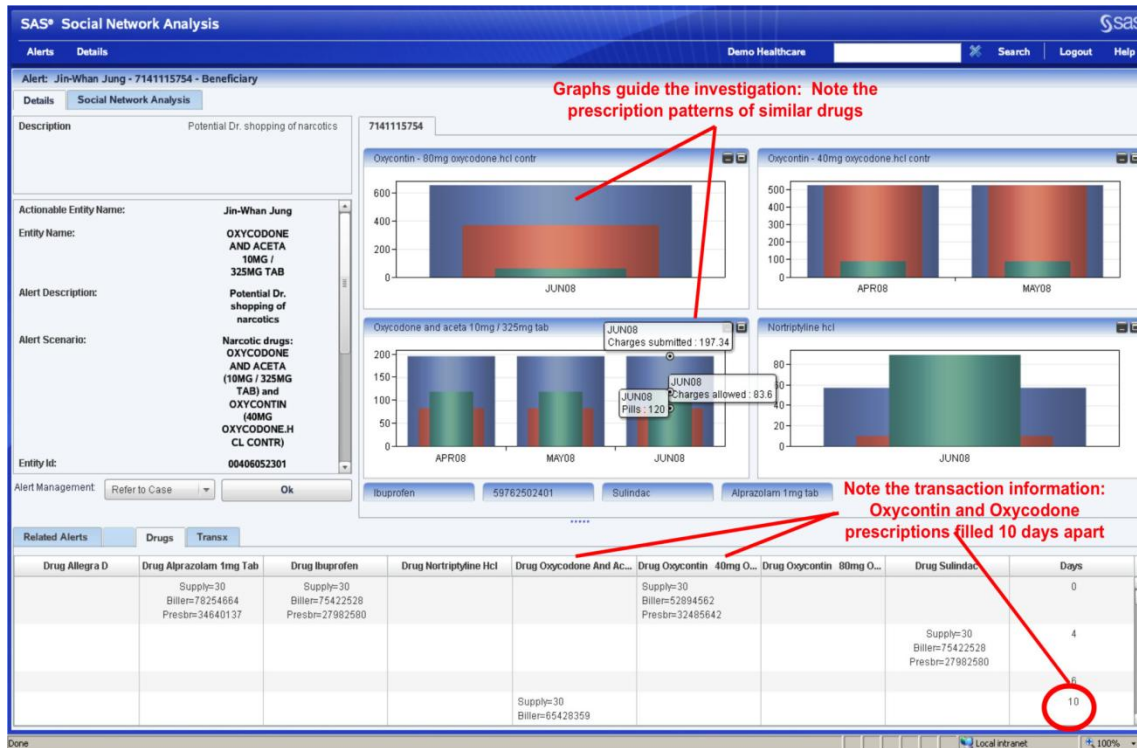 SAS® Social Network Analysis
sas
Alerts Details
Demo Healthcare Search Logout Help
Alert: Jin-Whan Jung - 7141115754 - Beneficiary
Details Social Network Analysis
Graphs guide the investigation: Note the
prescription patterns of similar drugs
Description Potential Dr. shopping of narcotics
7141115754
Oxycontin - 80mg oxycodone.hcl contr
600
400
200
0
JUN08
Oxycontin - 40mg oxycodone.hcl contr
500
400
300
200
100
0
APR08 MAY08
Actionable Entity Name: Jin-Whan Jung
Entity Name: OXYCODONE
AND ACETA
10MG /
325MG TAB
Alert Description: Potential Dr.
shopping of
narcotics
Alert Scenario: Narcotic drugs:
OXYCODONE
AND ACETA
(10MG / 325MG
TAB) and
OXYCONTIN
(40MG
OXYCODONE.H
CL CONTR)
Entity Id: 00406052301
Alert Management: Refer to Case Ok
Oxycodone and aceta 10mg / 325mg tab
200
150
100
50
0
APR08 MAY08 JUN08
JUN08
Charges submitted : 197.34
JUN08
Charges allowed : 83.6
JUN08
Pills : 120
Nortriptyline hcl
80
60
40
20
0
JUN08
Ibuprofen 59762502401 Sulindac Alprazolam 1mg tab
Note the transaction information:
Oxycontin and Oxycodone
prescriptions filled 10 days apart
Related Alerts Drugs Transx
Drug Allegra D Drug Alprazolam 1mg Tab Drug Ibuprofen Drug Nortriptyline Hcl Drug Oxycodone And Ac... Drug Oxycontin 40mg O... Drug Oxycontin 80mg O... Drug Sulindac Days
Supply=30 Supply=30 Supply=30 0
Biller=78254664 Biller=75422528 Biller=52894562
Presbr=34640137 Presbr=27982580 Presbr=32485642
Supply=30 4
Biller=75422528
Presbr=27982580
6
Supply=30 10
Biller=65428359
Done Local intranet 100%